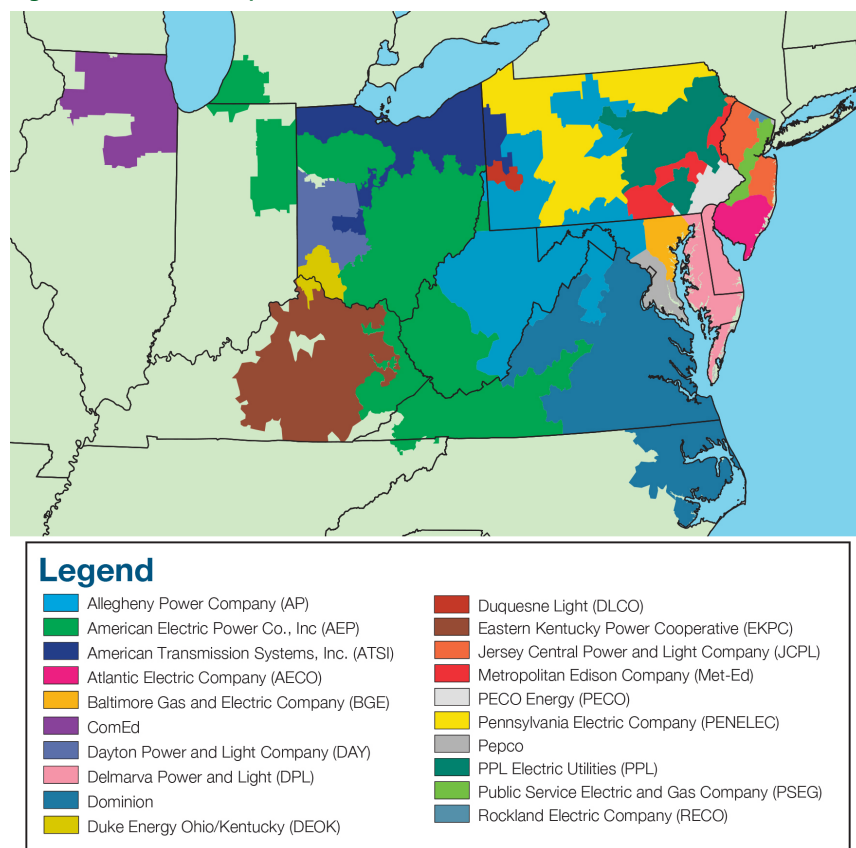 Legend
Allegheny Power Company (AP)
American Electric Power Co., Inc (AEP)
American Transmission Systems, Inc. (ATSI)
Atlantic Electric Company (AECO)
Baltimore Gas and Electric Company (BGE)
ComEd
Dayton Power and Light Company (DAY)
Delmarva Power and Light (DPL)
Dominion
Duke Energy Ohio/Kentucky (DEOK)
Duquesne Light (DLCO)
Eastern Kentucky Power Cooperative (EKPC)
Jersey Central Power and Light Company (JCPL)
Metropolitan Edison Company (Met-Ed)
PECO Energy (PECO)
Pennsylvania Electric Company (PENELEC)
Pepco
PPL Electric Utilities (PPL)
Public Service Electric and Gas Company (PSEG)
Rockland Electric Company (RECO)